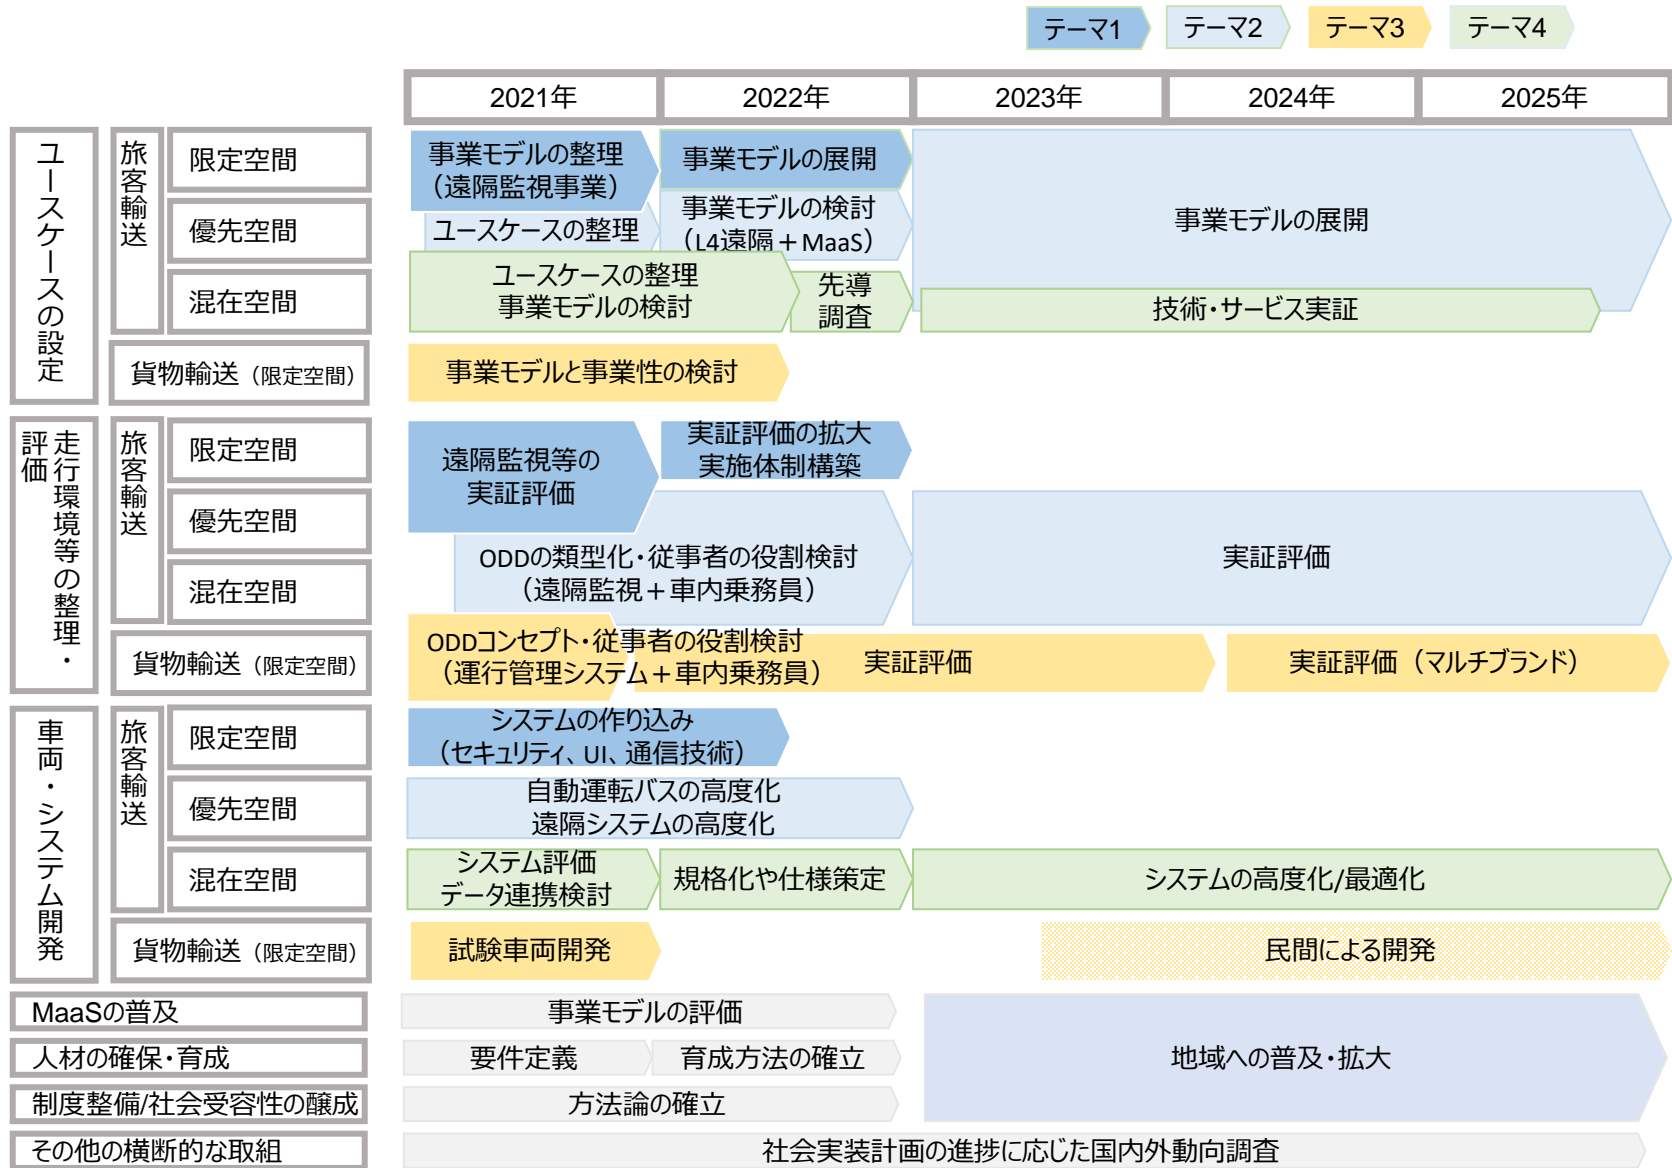 テーマ1
テーマ2
テーマ3
テーマ4
2021年
2022年
2023年
2024年
2025年
ユースケースの設定
旅客輸送
限定空間
優先空間
混在空間
貨物輸送（限定空間）
事業モデルの整理
（遠隔監視事業）
事業モデルの展開
ユースケースの整理
事業モデルの検討
（L4遠隔＋MaaS）
事業モデルの展開
ユースケースの整理
事業モデルの検討
先導
調査
技術・サービス実証
事業モデルと事業性の検討
走行環境等の整理・
評価
旅客輸送
限定空間
優先空間
混在空間
貨物輸送（限定空間）
遠隔監視等の
実証評価
実証評価の拡大
実施体制構築
ODDの類型化・従事者の役割検討
（遠隔監視＋車内乗務員）
実証評価
ODDコンセプト・従事者の役割検討
（運行管理システム＋車内乗務員）
実証評価
実証評価（マルチブランド）
車両・システム開発
旅客輸送
限定空間
優先空間
混在空間
貨物輸送（限定空間）
システムの作り込み
（セキュリティ、UI、通信技術）
自動運転バスの高度化
遠隔システムの高度化
システム評価
データ連携検討
規格化や仕様策定
システムの高度化/最適化
試験車両開発
民間による開発
MaaSの普及
事業モデルの評価
人材の確保・育成
要件定義
育成方法の確立
地域への普及・拡大
制度整備/社会受容性の醸成
方法論の確立
その他の横断的な取組
社会実装計画の進捗に応じた国内外動向調査